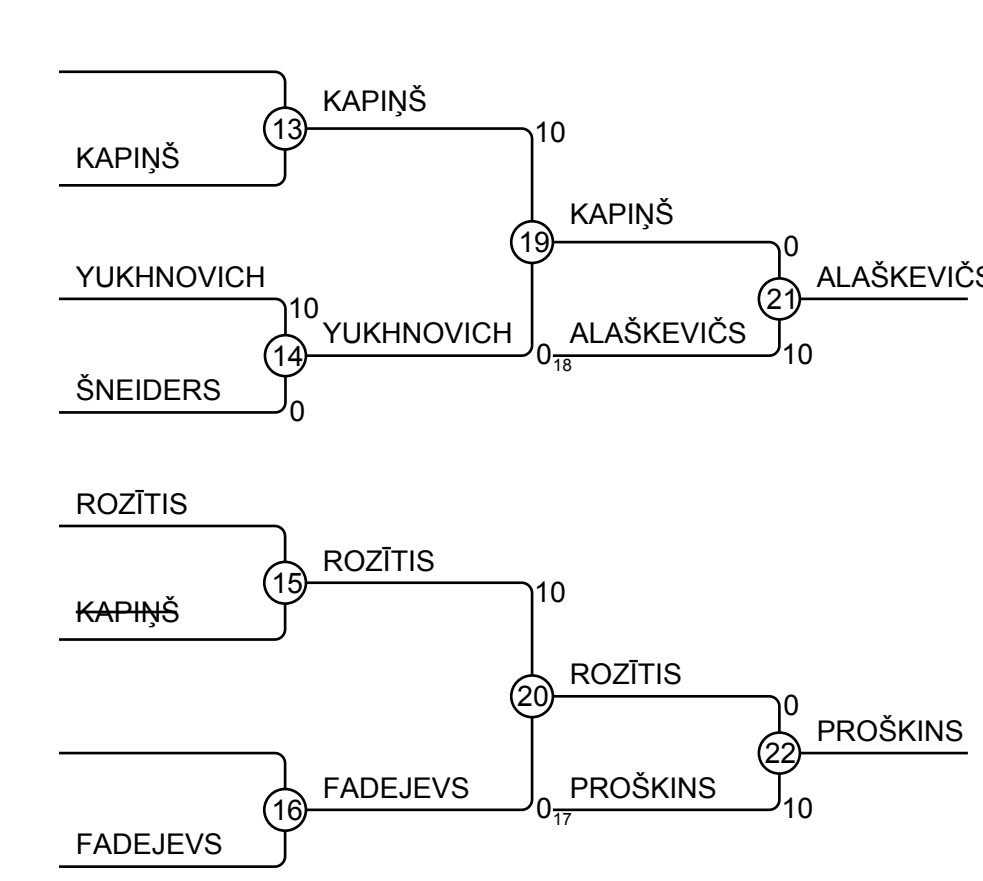 KAPIŅŠ
13
10
KAPIŅŠ
19
KAPIŅŠ
0
YUKHNOVICH
10
21
ALAŠKEVIČS
14
YUKHNOVICH
0
18
ALAŠKEVIČS
10
ŠNEIDERS
0
ROZĪTIS
15
ROZĪTIS
10
KAPIŅŠ
20
ROZĪTIS
0
22
PROŠKINS
16
FADEJEVS
0
17
PROŠKINS
10
FADEJEVS